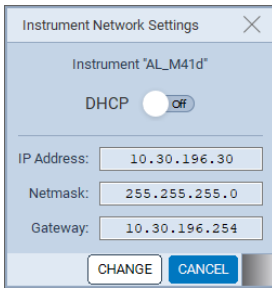 Instrument Network Settings
Instrument "AL_M41d"
DHCP Off
IP Address: 10.30.196.30
Netmask: 255.255.255.0
Gateway: 10.30.196.254
CHANGE CANCEL